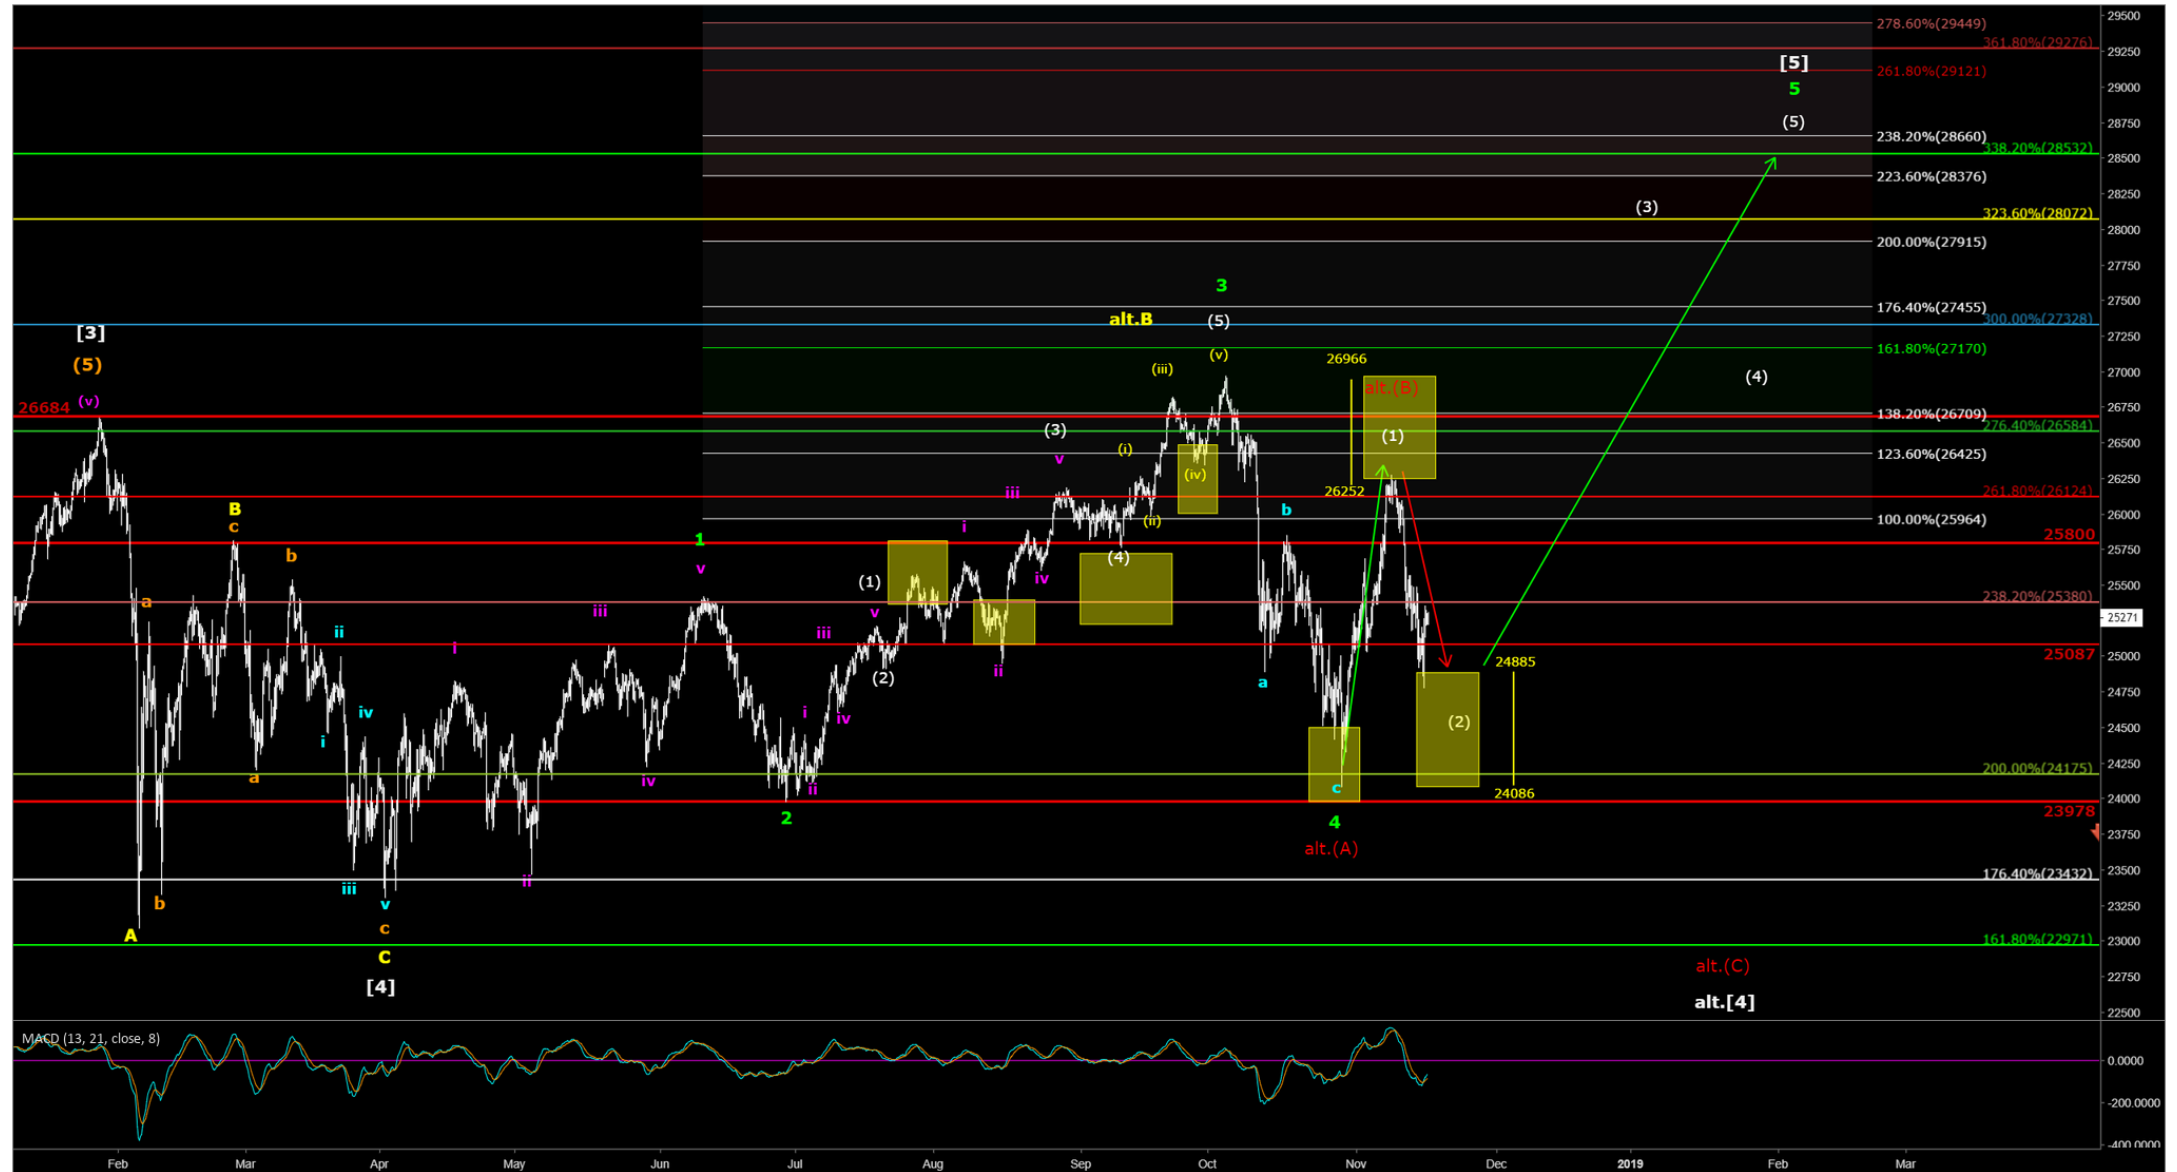 29500
278.60%(29449)
361.80%(29276)
29250
[5]
261.80%(29121)
5
29000
(5)
28750
238.20%(28660)
338.20%(28532)
28500
223.60%(28376)
28250
(3)
323.60%(28072)
28000
200.00%(27915)
27750
3
27500
176.40%(27455)
alt.B
(5)
300.00%(27328)
[3]
27250
161.80%(27170)
(v)
26966
(5)
(iii)
(4)
27000
alt.(B)
26684
(v)
26750
138.20%(26709)
276.40%(26584)
(3)
(1)
26500
(i)
123.60%(26425)
v
(iv)
26250
iii
26252
261.80%(26124)
B
b
26000
(ii)
100.00%(25964)
c
i
1
25800
b
25750
(4)
v
(1)
iv
25500
a
iii
v
238.20%(25380)
25271
ii
iii
i
25087
24885
25000
ii
(2)
a
24750
iv
i
iv
(2)
i
24500
24250
a
iv
200.00%(24175)
ii
c
24086
24000
2
4
23978
23750
alt.(A)
23500
176.40%(23432)
ii
iii
b
v
23250
c
A
161.80%(22971)
23000
C
alt.(C)
[4]
22750
alt.[4]
22500
MACD (13, 21, close, 8)
0.0000
-200.0000
-400.0000
Feb Mar Apr May Jun Jul Aug Sep Oct Nov Dec 2019 Feb Mar